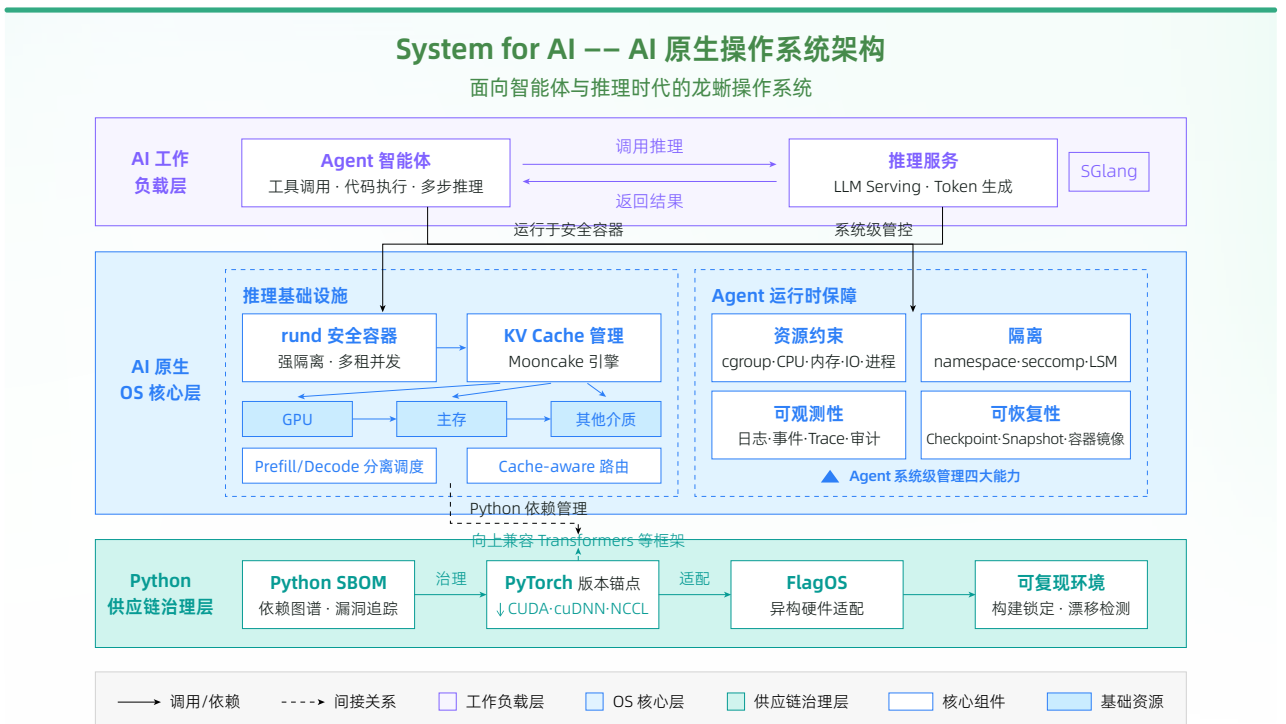 System for AI —— AI 原生操作系统架构
面向智能体与推理时代的龙蜥操作系统
AI 工作
负载层
Agent 智能体
工具调用 · 代码执行 · 多步推理
调用推理
返回结果
推理服务
LLM Serving · Token 生成
SGlang
运行于安全容器
系统级管控
AI 原生
OS 核心层
推理基础设施
rund 安全容器
强隔离 · 多租并发
KV Cache 管理
Mooncake 引擎
GPU
主存
其他介质
Prefill/Decode 分离调度
Cache-aware 路由
Agent 运行时保障
资源约束
cgroup·CPU·内存·IO·进程
隔离
namespace·seccomp·LSM
可观测性
日志·事件·Trace·审计
可恢复性
Checkpoint·Snapshot·容器镜像
Agent 系统级管理四大能力
Python 依赖管理
向上兼容 Transformers 等框架
Python
供应链治理层
Python SBOM
依赖图谱 · 漏洞追踪
治理
PyTorch 版本锚点
↓CUDA·cuDNN·NCCL
适配
FlagOS
异构硬件适配
可复现环境
构建锁定 · 漂移检测
调用/依赖
间接关系
工作负载层
OS 核心层
供应链治理层
核心组件
基础资源